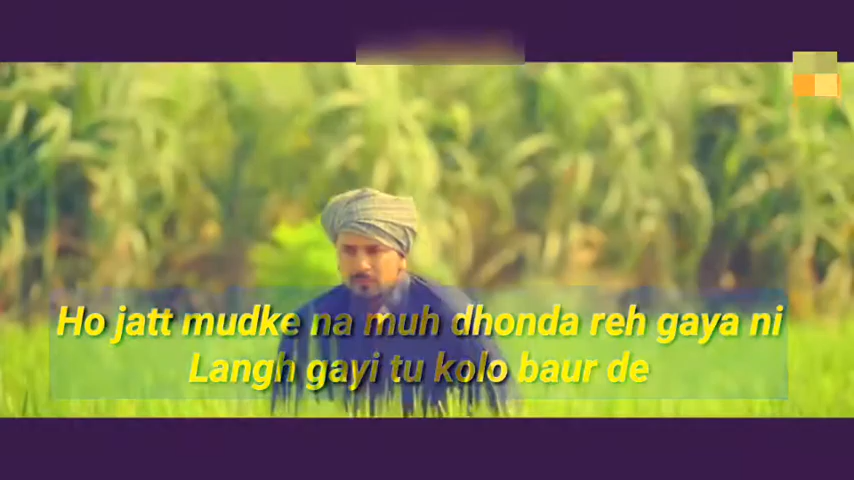 Ho jatt mudke na muh dhonda reh gaya ni
Langh gayi tu kolo baur de